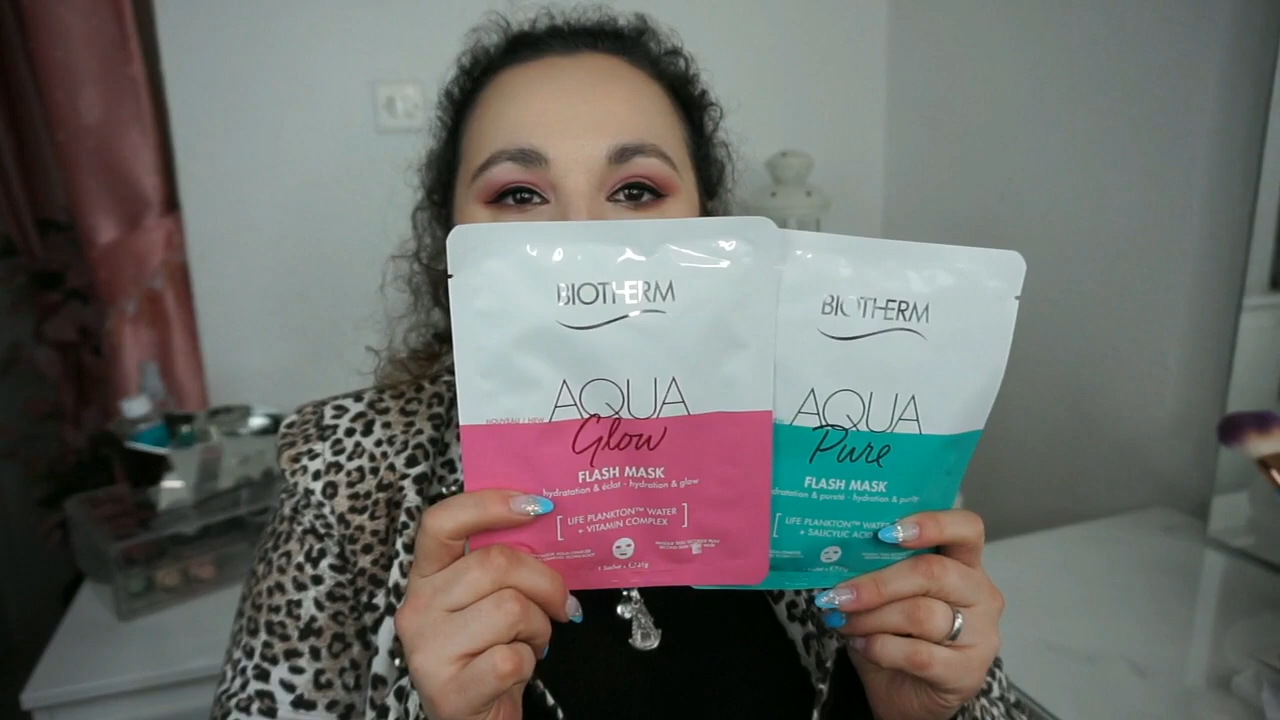 BIOTHERM
AQUA
NOUVEAU / NEW
Glow
FLASH MASK
hydratation & éclat - hydration & glow
[ LIFE PLANKTON™ WATER
+ VITAMIN COMPLEX ]
BIOTHERM
AQUA
Pure
FLASH MASK
hydratation & pureté - hydration & purity
[ LIFE PLANKTON™ WATER
+ SALICYLIC ACID